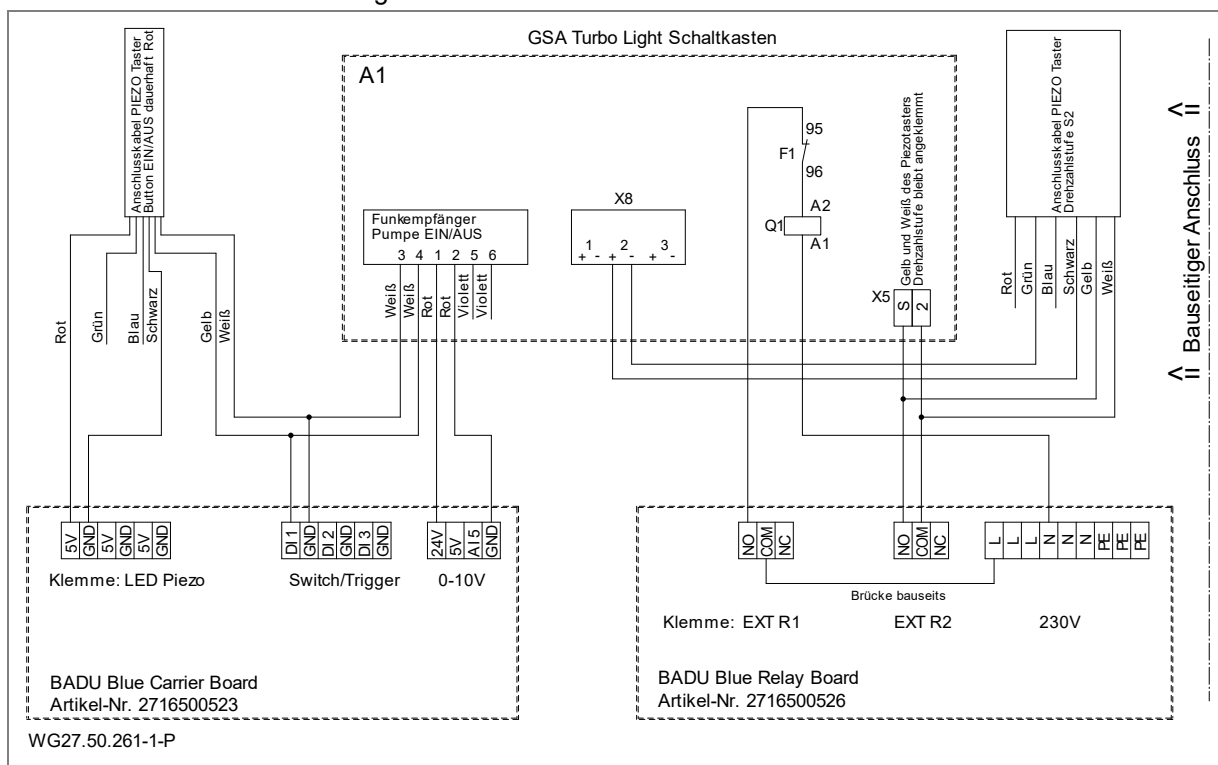 GSA Turbo Light Schaltkasten
A1
Anschlusskabel PIEZO Taster
Button EIN/AUS dauerhaft Rot
Rot
Grün
Blau
Schwarz
Gelb
Weiß
Funkempfänger
Pumpe EIN/AUS
3 4 1 2 5 6
Weiß
Weiß
Rot
Rot
Violett
Violett
X8
1 2 3
+ - + - + -
95
F1
96
A2
Q1
A1
Gelb und Weiß des Piezotasters
Drehzahlstufe bleibt angeklemmt
X5
S
2
Anschlusskabel PIEZO Taster
Drehzahlstufe S2
Rot
Grün
Blau
Schwarz
Gelb
Weiß
<= Bauseitiger Anschluss <=
5V
GND
5V
GND
5V
GND
Klemme: LED Piezo
DI 1
GND
DI 2
GND
DI 3
GND
Switch/Trigger
24V
5V
AI 5
GND
0-10V
BADU Blue Carrier Board
Artikel-Nr. 2716500523
NO
COM
NC
NO
COM
NC
L
L
L
N
N
N
PE
PE
PE
Brücke bauseits
Klemme: EXT R1
EXT R2
230V
BADU Blue Relay Board
Artikel-Nr. 2716500526
WG27.50.261-1-P